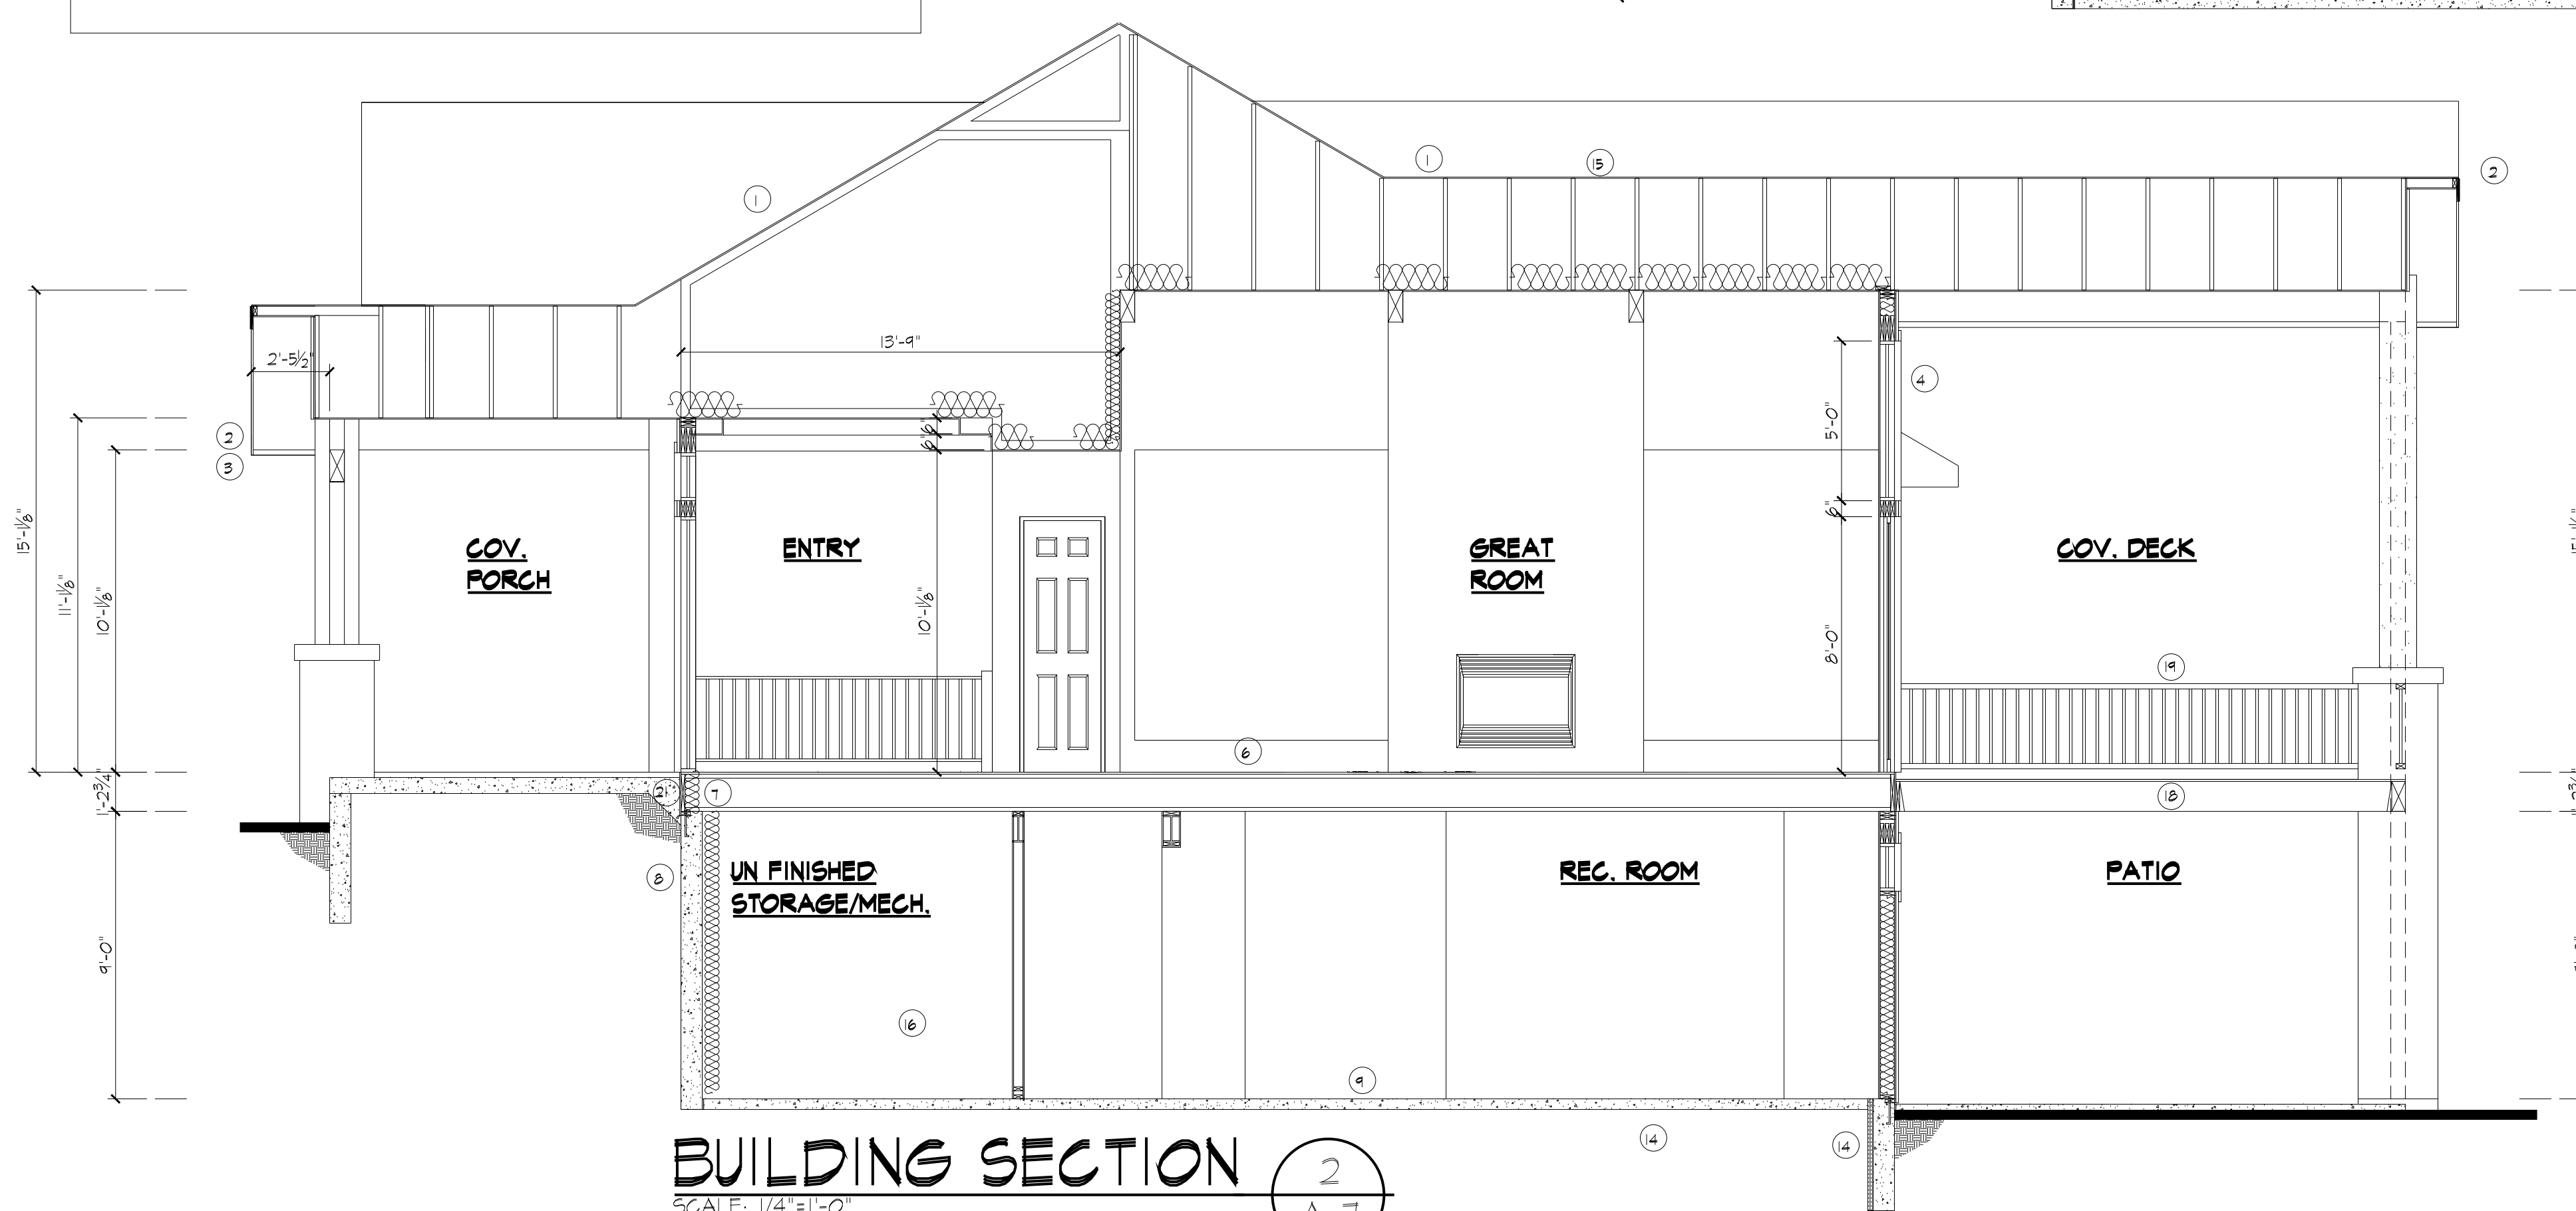 1
1
15
2
13'-9"
2'-5½"
4
5'-0"
6"
6"
2
3
6"
15'-1⅛"
11'-1⅛"
10'-1⅛"
10'-1⅛"
COV.
PORCH
ENTRY
GREAT
ROOM
COV. DECK
8'-0"
19
6
1'-2¾"
21
7
18
8
UN FINISHED
STORAGE/MECH.
REC. ROOM
PATIO
9'-0"
16
9
14
14
BUILDING SECTION
2
SCALE: 1/4"=1'-0"